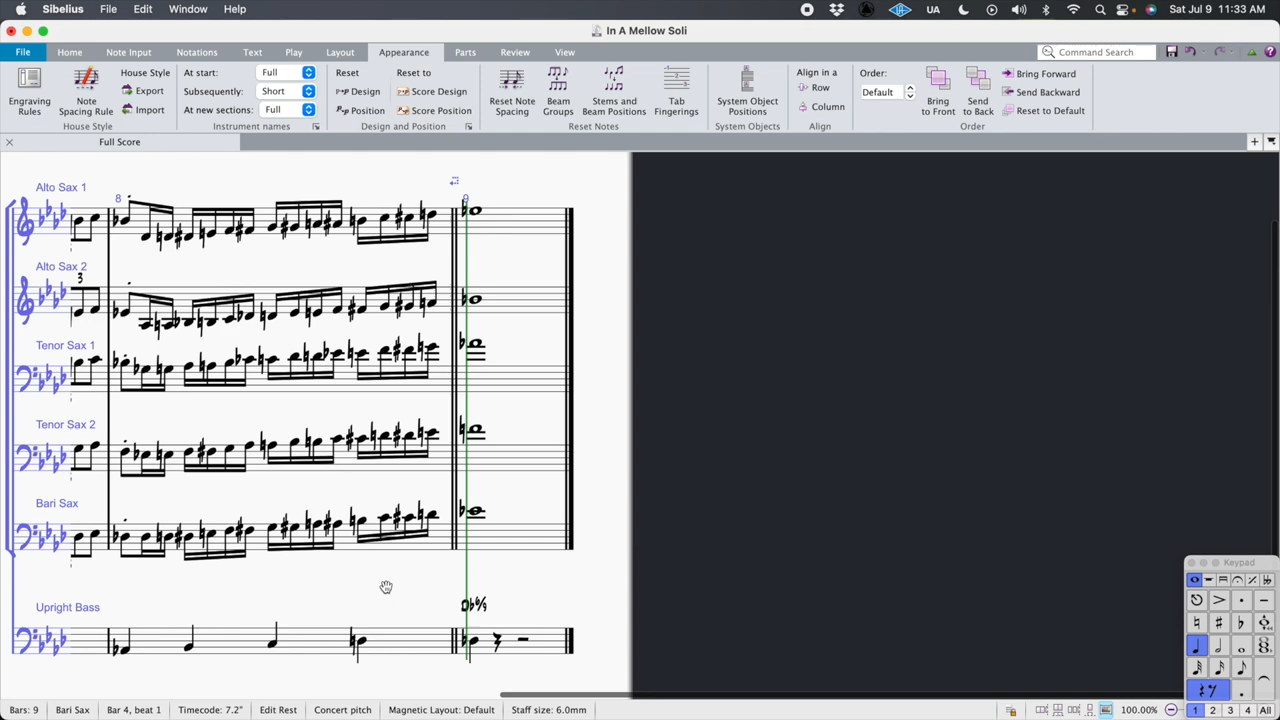 Sibelius File Edit Window Help UA Sat Jul 9 11:33 AM
In A Mellow Soli
File Home Note Input Notations Text Play Layout Appearance Parts Review View Command Search
Engraving Rules
Note Spacing Rule
House Style
Export
Import
House Style
At start: Full
Subsequently: Short
At new sections: Full
Instrument names
Reset
Design
Position
Reset to
Score Design
Score Position
Design and Position
Reset Note Spacing
Beam Groups
Stems and Beam Positions
Tab Fingerings
Reset Notes
System Object Positions
System Objects
Align in a
Row
Column
Align
Order:
Default
Bring to Front
Send to Back
Bring Forward
Send Backward
Reset to Default
Order
Full Score
Alto Sax 1
8
9
Alto Sax 2
3
Tenor Sax 1
Tenor Sax 2
Bari Sax
Upright Bass
Keypad
1 2 3 4 All
Bars: 9 Bari Sax Bar 4, beat 1 Timecode: 7.2" Edit Rest Concert pitch Magnetic Layout: Default Staff size: 6.0mm 100.00%